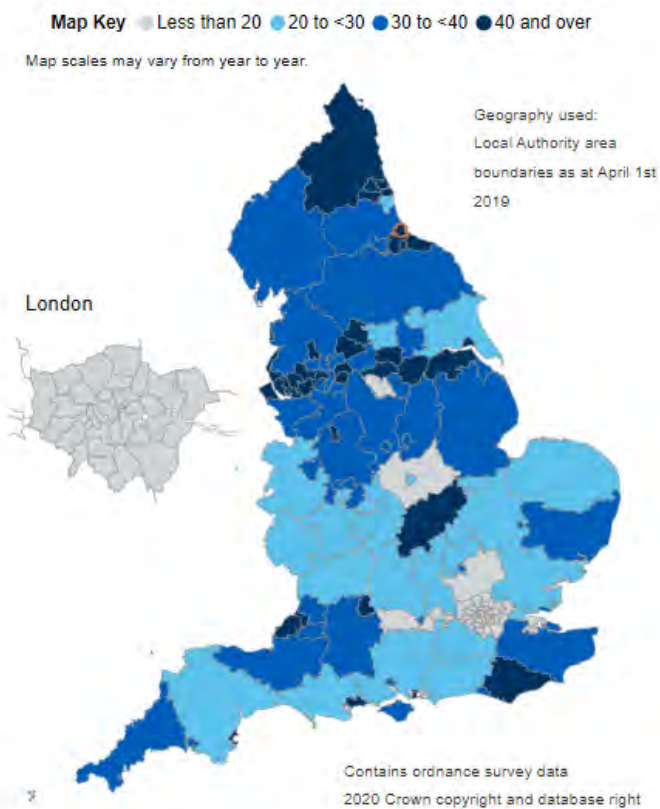 Map Key Less than 20 20 to <30 30 to <40 40 and over
Map scales may vary from year to year.
Geography used:
Local Authority area
boundaries as at April 1st
2019
London
Contains ordnance survey data
2020 Crown copyright and database right